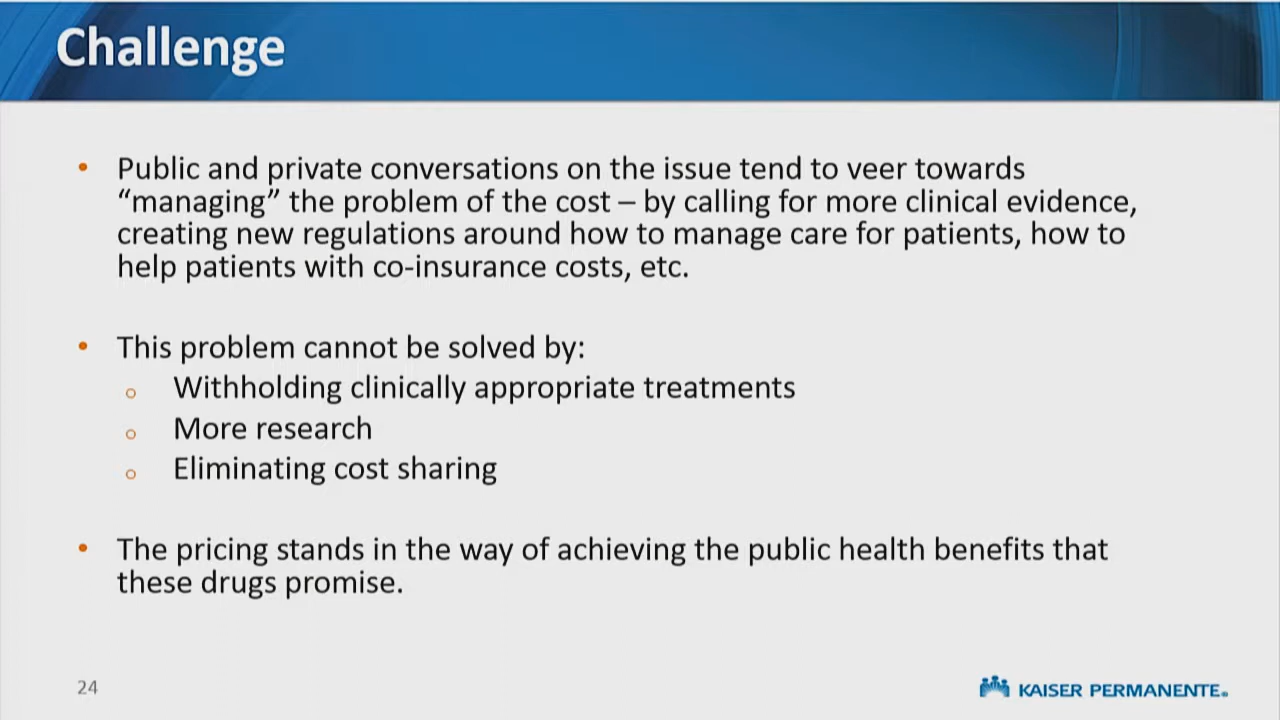 Challenge
• Public and private conversations on the issue tend to veer towards
“managing” the problem of the cost – by calling for more clinical evidence,
creating new regulations around how to manage care for patients, how to
help patients with co-insurance costs, etc.
• This problem cannot be solved by:
o Withholding clinically appropriate treatments
o More research
o Eliminating cost sharing
• The pricing stands in the way of achieving the public health benefits that
these drugs promise.
24
KAISER PERMANENTE®